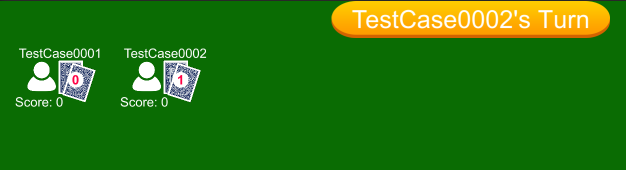 TestCase0002's Turn
TestCase0001 TestCase0002
0 1
Score: 0 Score: 0